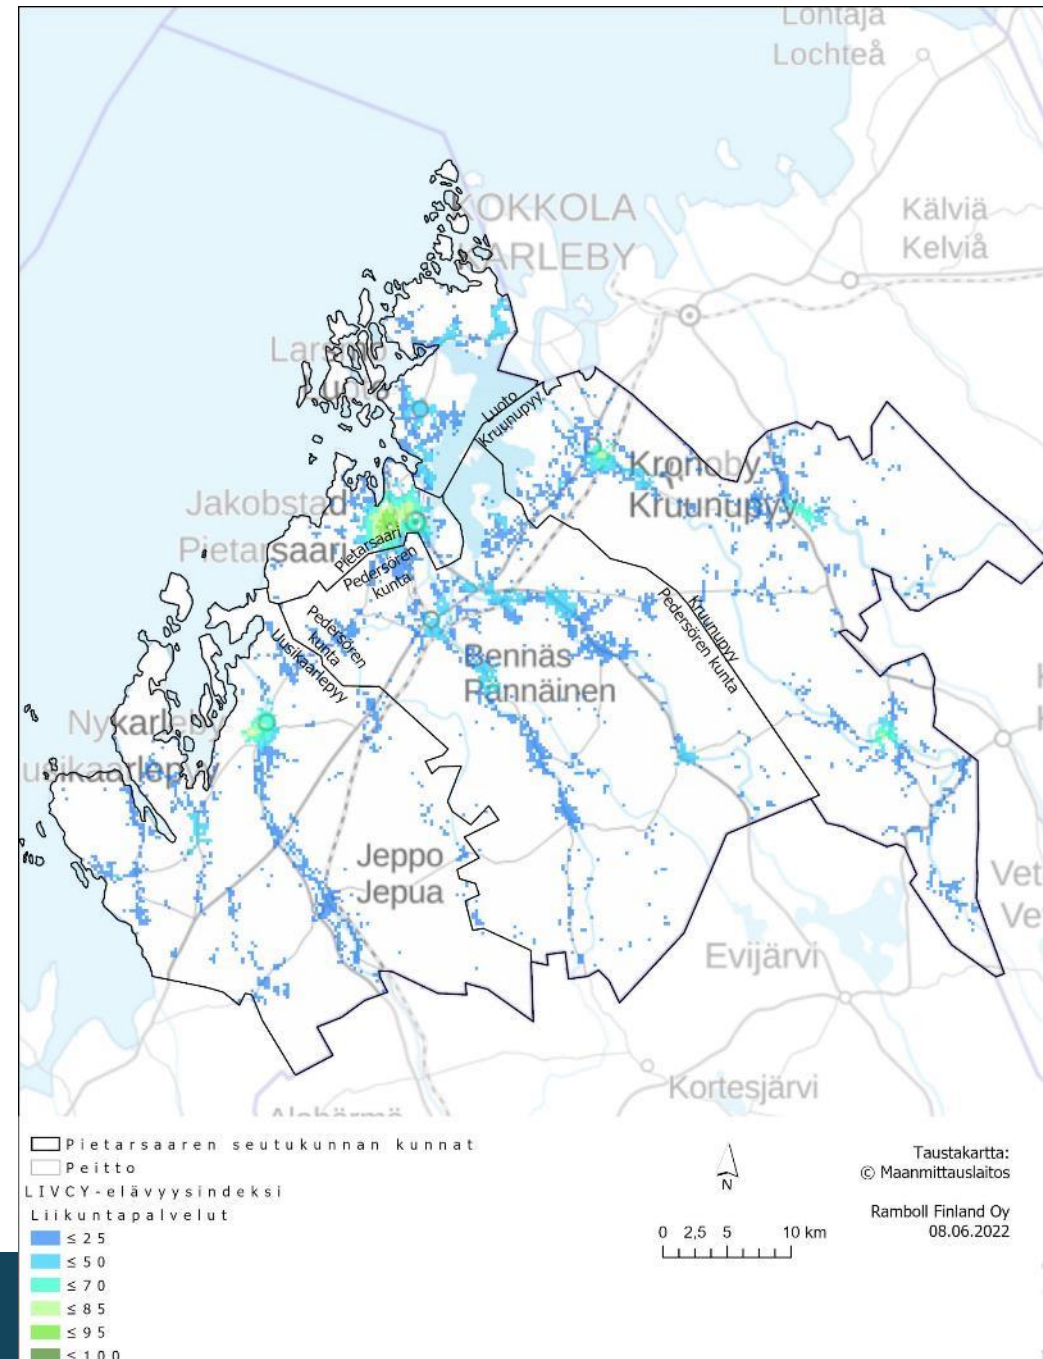 Lohtaja
Lochteå
KOKKOLA
KARLEBY
Kälviä
Kelviå
Larsmo
Luoto
Luoto
Kruunupyy
Kronoby
Kruunupyy
Jakobstad
Pietarsaari
Pietarsaari
Pedersören
kunta
Pedersören
kunta
Uusikaarlepyy
Kruunupyy
Pedersören kunta
Bennäs
Pännäinen
Nykarleby
Uusikaarlepyy
Jeppo
Jepua
Evijärvi
Vet
Ve
Kortesjärvi
Pietarsaaren seutukunnan kunnat
Peitto
LIVCY-elävyysindeksi
Liikuntapalvelut
≤ 25
≤ 50
≤ 70
≤ 85
≤ 95
≤ 100
N
0 2,5 5 10 km
Taustakartta:
© Maanmittauslaitos
Ramboll Finland Oy
08.06.2022